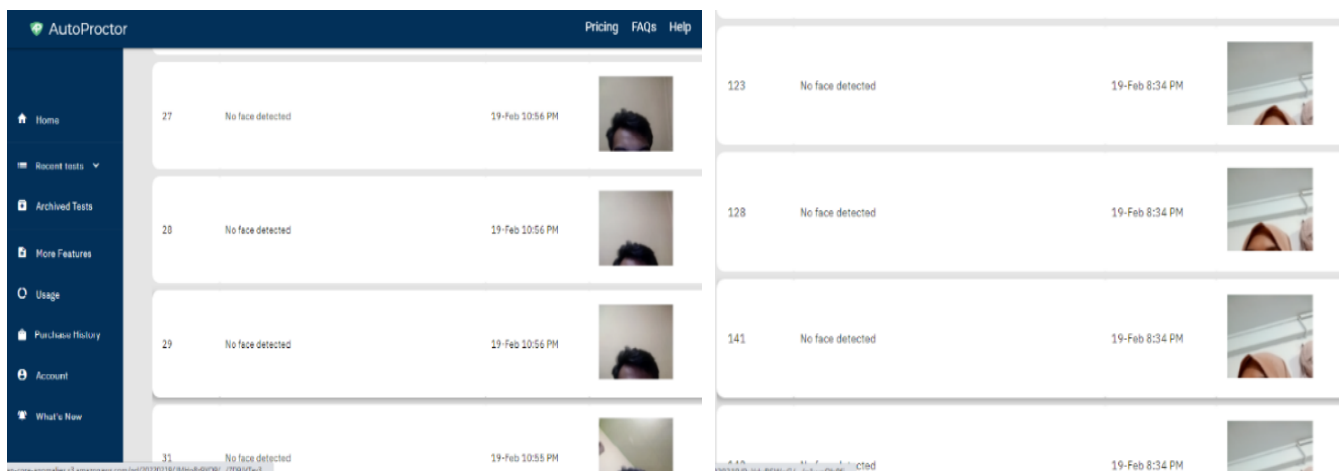 AutoProctor
Pricing FAQs Help
Home
Recent tests
Archived Tests
More Features
Usage
Purchase History
Account
What's New
27 No face detected 19-Feb 10:56 PM
28 No face detected 19-Feb 10:56 PM
29 No face detected 19-Feb 10:56 PM
31 No face detected 19-Feb 10:55 PM
123 No face detected 19-Feb 8:34 PM
128 No face detected 19-Feb 8:34 PM
141 No face detected 19-Feb 8:34 PM
19-Feb 8:34 PM